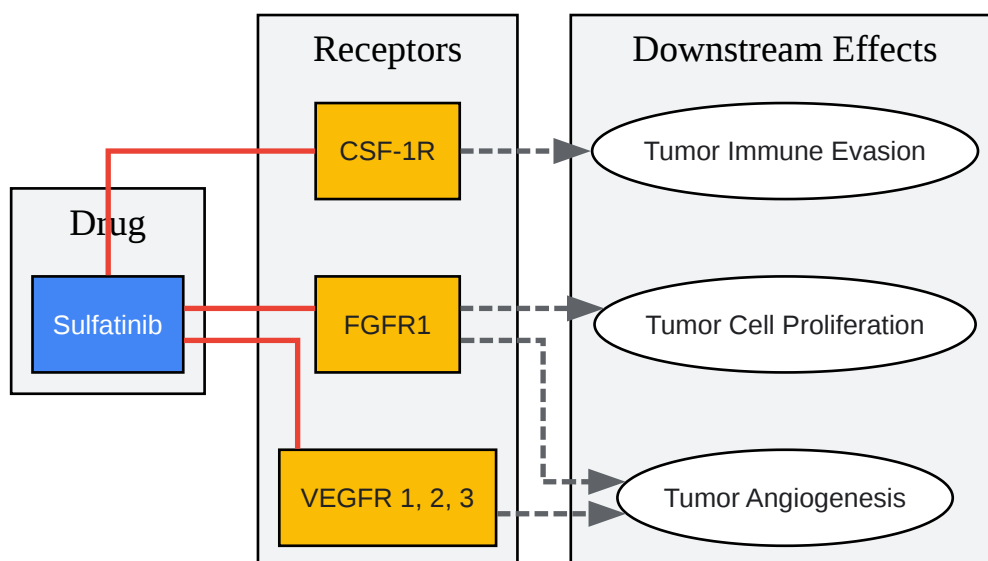 Receptors
Downstream Effects
CSF-1R
Tumor Immune Evasion
Drug
Sulfatinib
FGFR1
Tumor Cell Proliferation
VEGFR 1, 2, 3
Tumor Angiogenesis